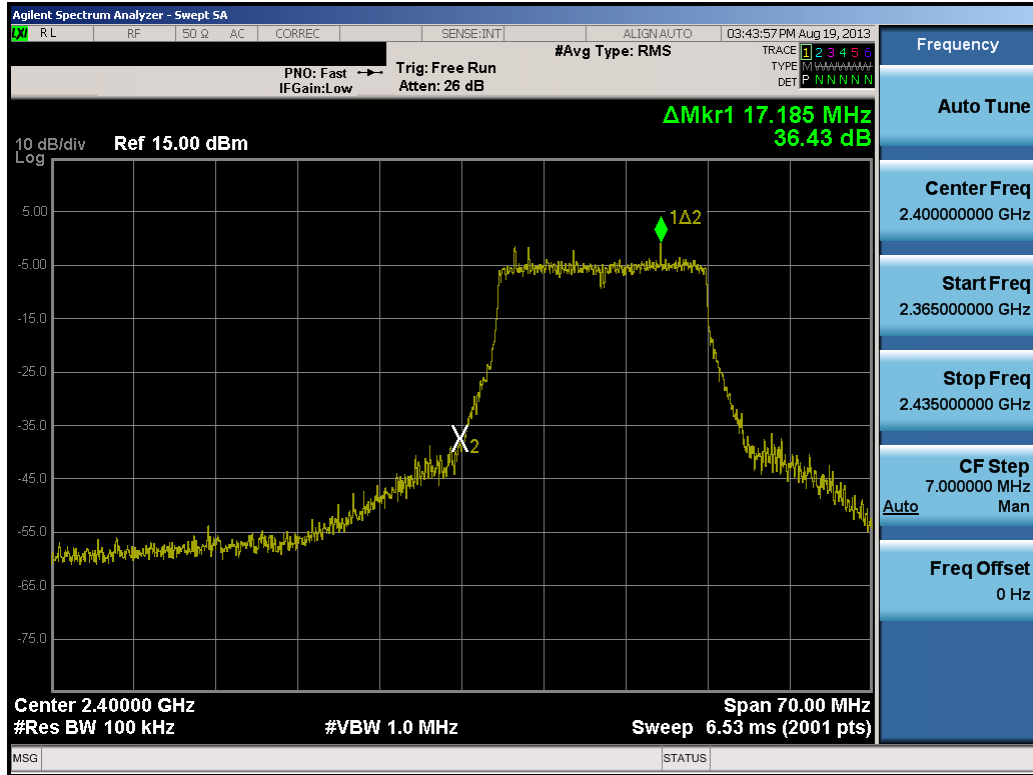 Agilent Spectrum Analyzer - Swept SA
LXI RL RF 50 Ω AC CORREC SENSE:INT ALIGN AUTO 03:43:57 PM Aug 19, 2013
#Avg Type: RMS
TRACE 1 2 3 4 5 6
TYPE M WWWWW
DET P N N N N N
PNO: Fast Trig: Free Run
IFGain:Low Atten: 26 dB
ΔMkr1 17.185 MHz
36.43 dB
10 dB/div Ref 15.00 dBm
Log
5.00
-5.00
-15.0
-25.0
-35.0
-45.0
-55.0
-65.0
-75.0
1Δ2
X2
Center 2.40000 GHz Span 70.00 MHz
#Res BW 100 kHz #VBW 1.0 MHz Sweep 6.53 ms (2001 pts)
MSG STATUS
Frequency
Auto Tune
Center Freq
2.400000000 GHz
Start Freq
2.365000000 GHz
Stop Freq
2.435000000 GHz
CF Step
7.000000 MHz
Auto Man
Freq Offset
0 Hz